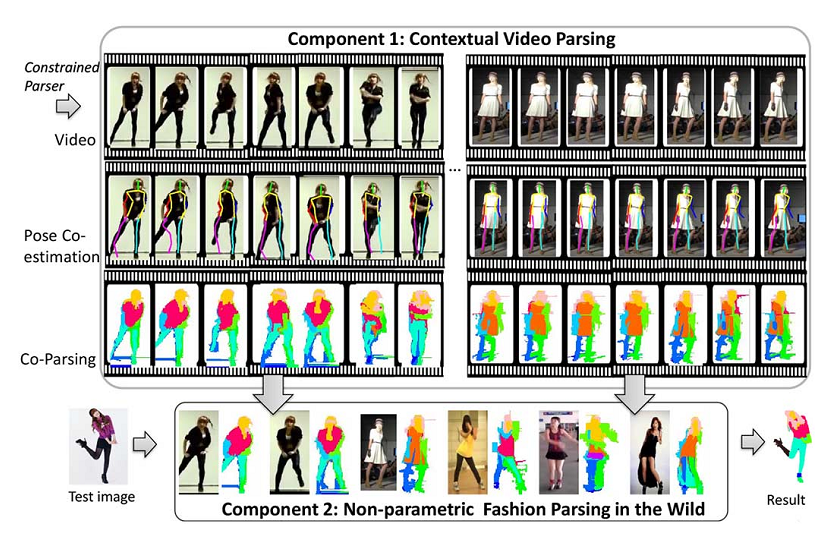 Component 1: Contextual Video Parsing
Constrained
Parser
Video
...
Pose Co-
estimation
Co-Parsing
Test image
Result
Component 2: Non-parametric Fashion Parsing in the Wild